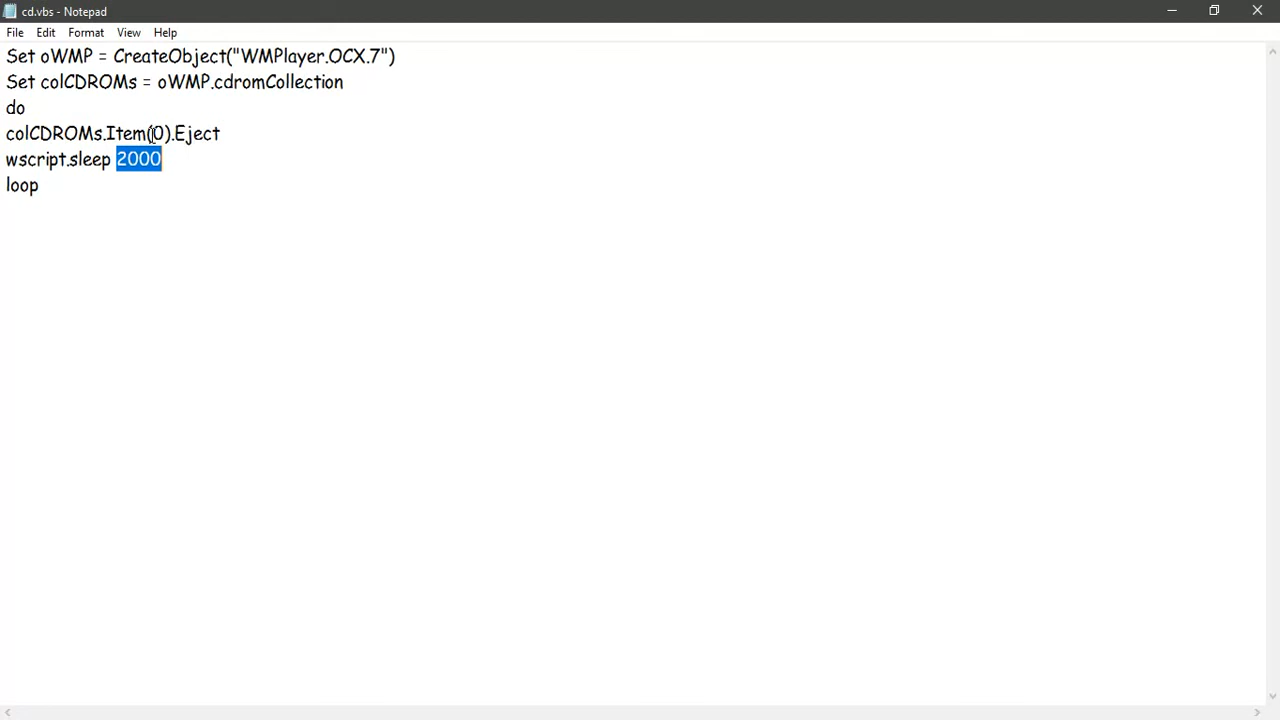 cd.vbs - Notepad
File Edit Format View Help
Set oWMP = CreateObject("WMPlayer.OCX.7")
Set colCDROMs = oWMP.cdromCollection
do
colCDROMs.Item(0).Eject
wscript.sleep 2000
loop